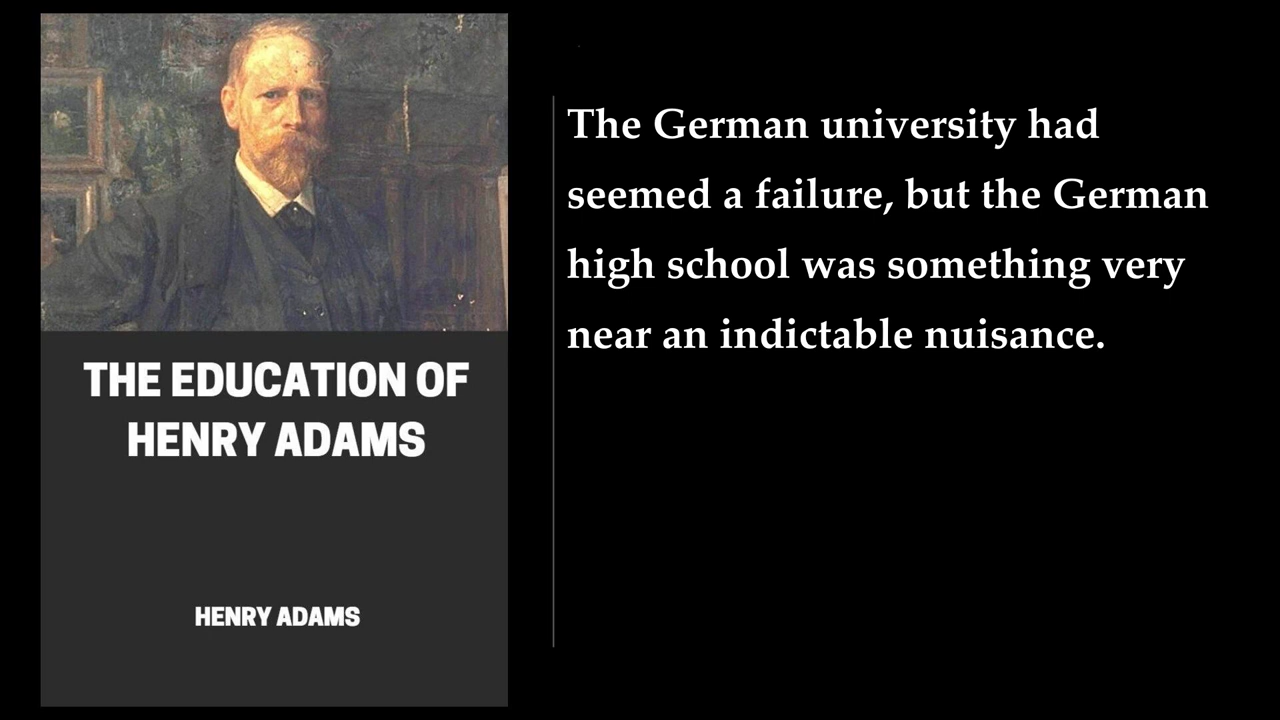 THE EDUCATION OF
HENRY ADAMS
HENRY ADAMS
The German university had
seemed a failure, but the German
high school was something very
near an indictable nuisance.